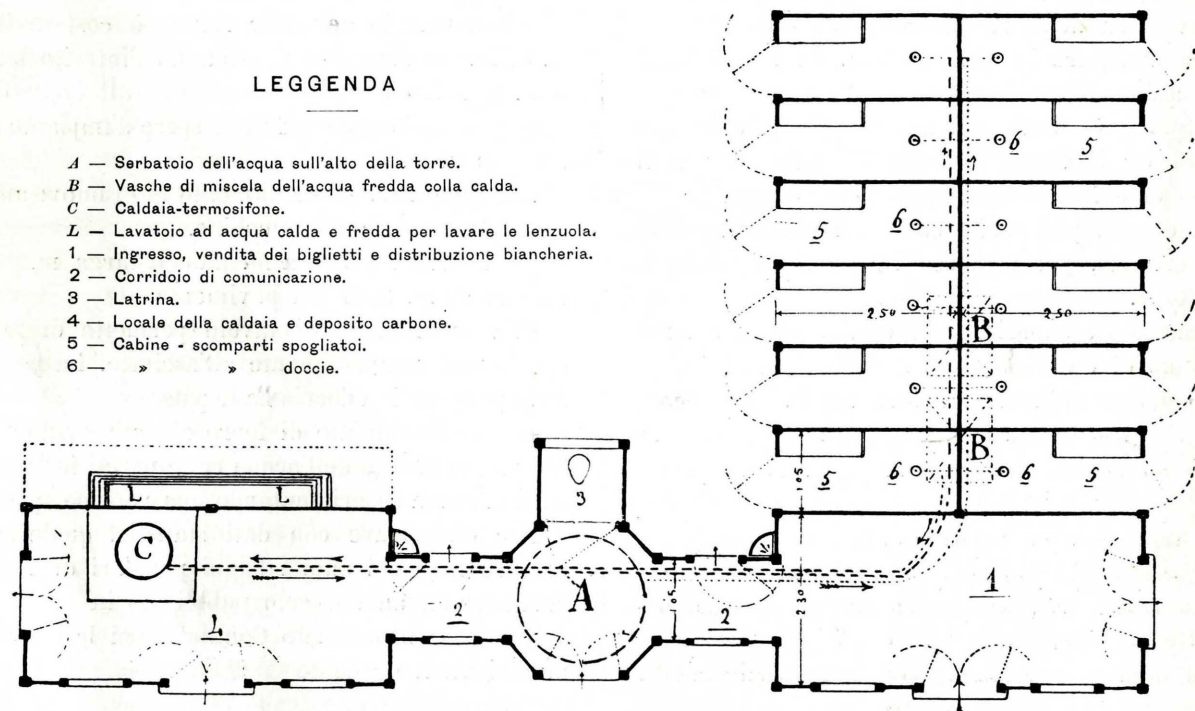 LEGGENDA
A — Serbatoio dell'acqua sull'alto della torre.
B — Vasche di miscela dell'acqua fredda colla calda.
C — Caldaia-termosifone.
L — Lavatoio ad acqua calda e fredda per lavare le lenzuola.
1 — Ingresso, vendita dei biglietti e distribuzione biancheria.
2 — Corridoio di comunicazione.
3 — Latrina.
4 — Locale della caldaia e deposito carbone.
5 — Cabine - scomparti spogliatoi.
6 — » » doccie.
6 5
5 6
2 50 2 50
B
B
1.05
5 6 6 5
L L
3
C
A
1
2 2
4
2.30